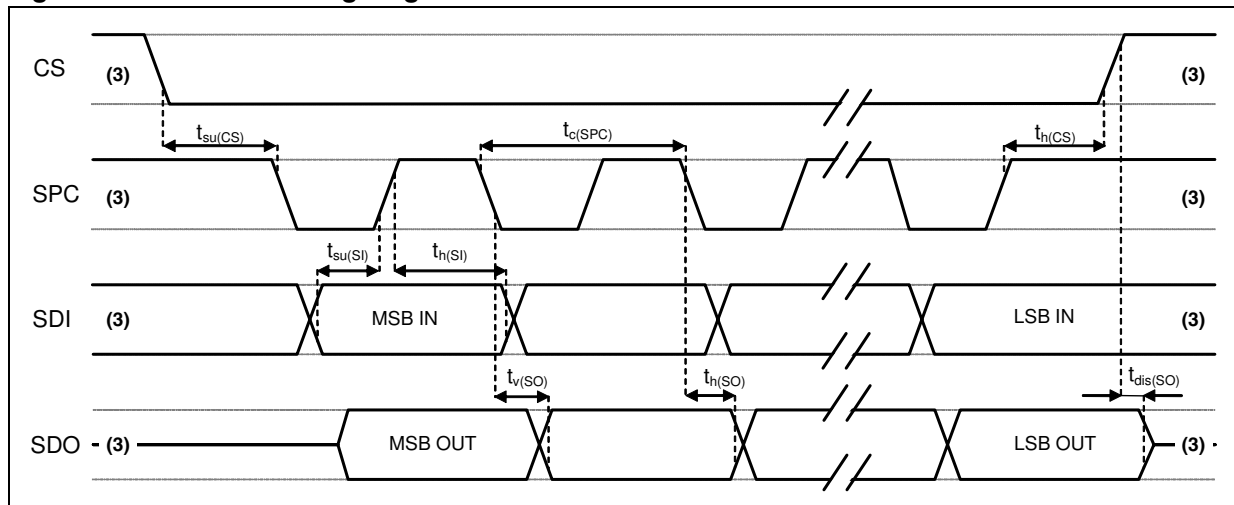 CS (3) (3)
tsu(CS) tc(SPC) th(CS)
SPC (3) (3)
tsu(SI) th(SI)
SDI (3) MSB IN LSB IN (3)
tv(SO) th(SO) tdis(SO)
SDO (3) MSB OUT LSB OUT (3)